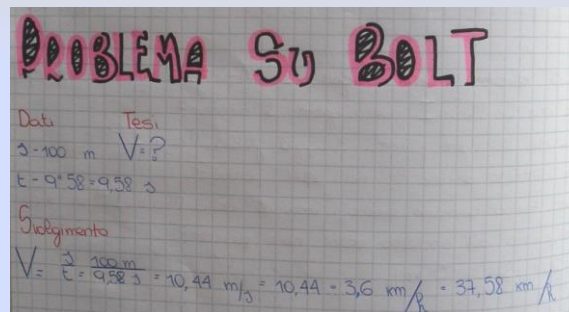 PROBLEMA SU BOLT
Dati Tesi
s = 100 m V = ?
t = 9"58 = 9,58 s
Svolgimento
V = s/t = 100 m/9,58 s = 10,44 m/s = 10,44 · 3,6 km/h = 37,58 km/h